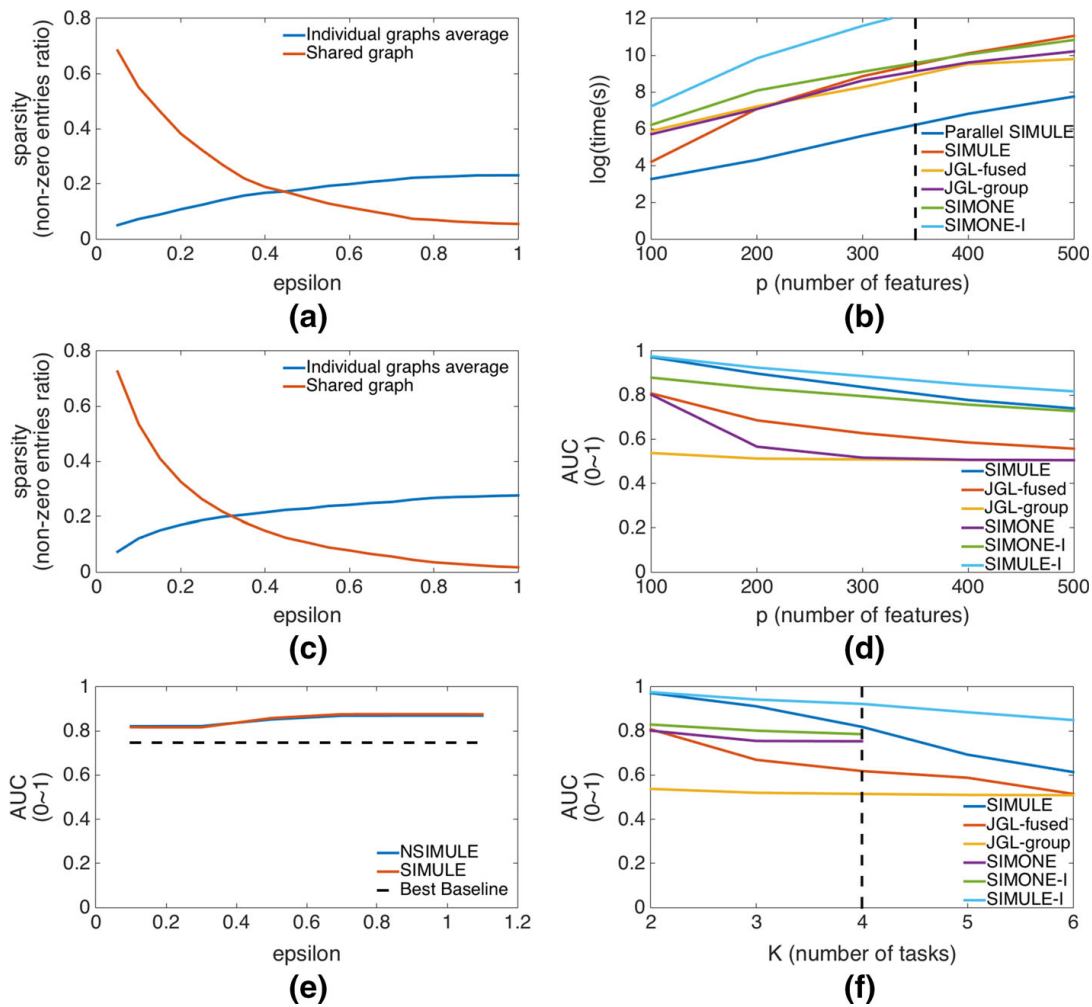 0.8
0.6
0.4
0.2
0
0 0.2 0.4 0.6 0.8 1
sparsity
(non-zero entries ratio)
epsilon
Individual graphs average
Shared graph
(a)
12
10
8
6
4
2
0
100 200 300 400 500
log(time(s))
p (number of features)
Parallel SIMULE
SIMULE
JGL-fused
JGL-group
SIMONE
SIMONE-I
(b)
0.8
0.6
0.4
0.2
0
0 0.2 0.4 0.6 0.8 1
sparsity
(non-zero entries ratio)
epsilon
Individual graphs average
Shared graph
(c)
1
0.8
0.6
0.4
0.2
0
100 200 300 400 500
AUC
(0~1)
p (number of features)
SIMULE
JGL-fused
JGL-group
SIMONE
SIMONE-I
SIMULE-I
(d)
1
0.8
0.6
0.4
0.2
0
0 0.2 0.4 0.6 0.8 1 1.2
AUC
(0~1)
epsilon
NSIMULE
SIMULE
Best Baseline
(e)
1
0.8
0.6
0.4
0.2
0
2 3 4 5 6
AUC
(0~1)
K (number of tasks)
SIMULE
JGL-fused
JGL-group
SIMONE
SIMONE-I
SIMULE-I
(f)